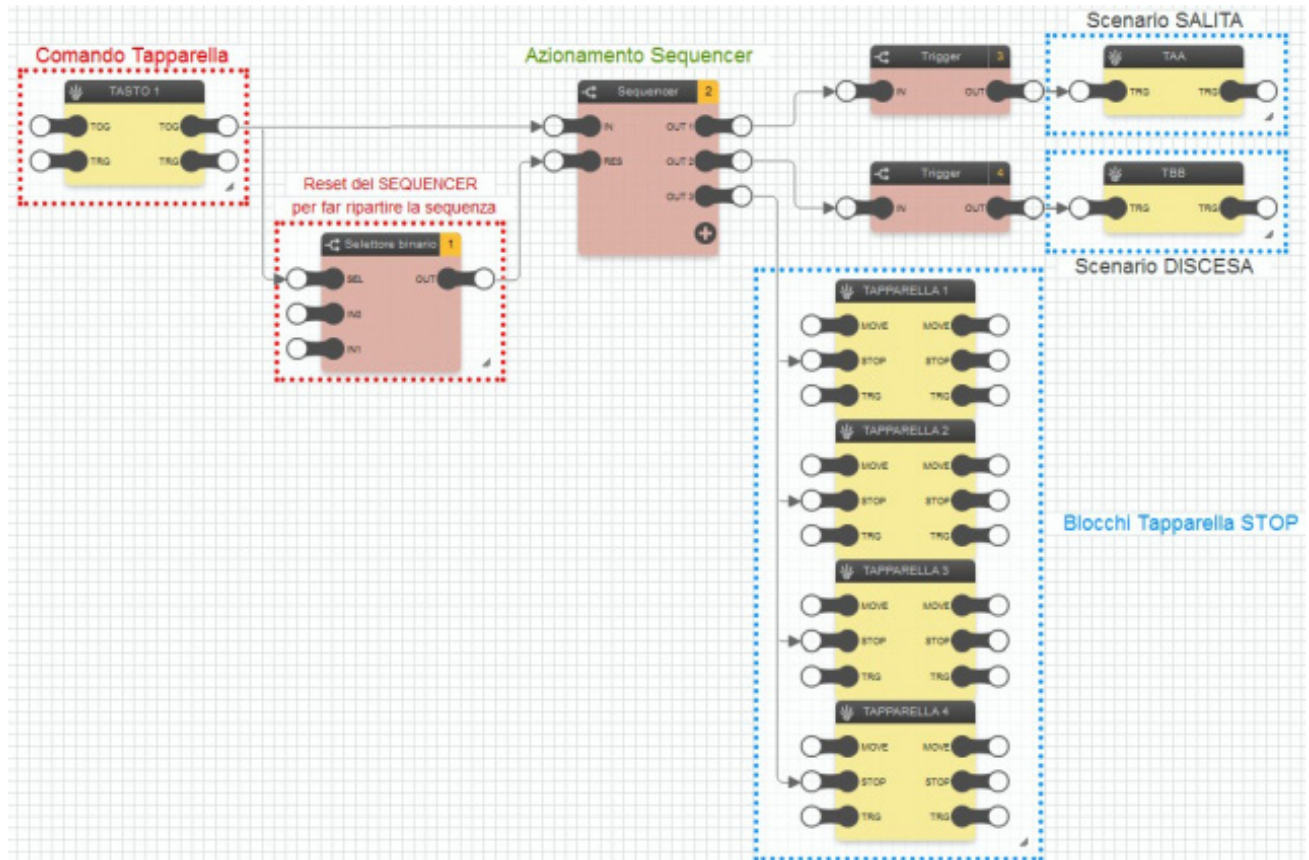 Scenario SALITA
Comando Tapparella
Azionamento Sequencer
Trigger 3
TAA
TASTO 1
Sequencer 2
IN OUT
TRG TRG
TOG TOG
IN OUT 1
TRG TRG
RES OUT 2
Trigger 4
TBB
Reset del SEQUENCER
per far ripartire la sequenza
OUT 3
IN OUT
TRG TRG
Selettore binario 1
Scenario DISCESA
SEL OUT
IN0
IN1
TAPPARELLA 1
MOVE MOVE
STOP STOP
TRG TRG
TAPPARELLA 2
MOVE MOVE
STOP STOP
TRG TRG
Blocchi Tapparella STOP
TAPPARELLA 3
MOVE MOVE
STOP STOP
TRG TRG
TAPPARELLA 4
MOVE MOVE
STOP STOP
TRG TRG